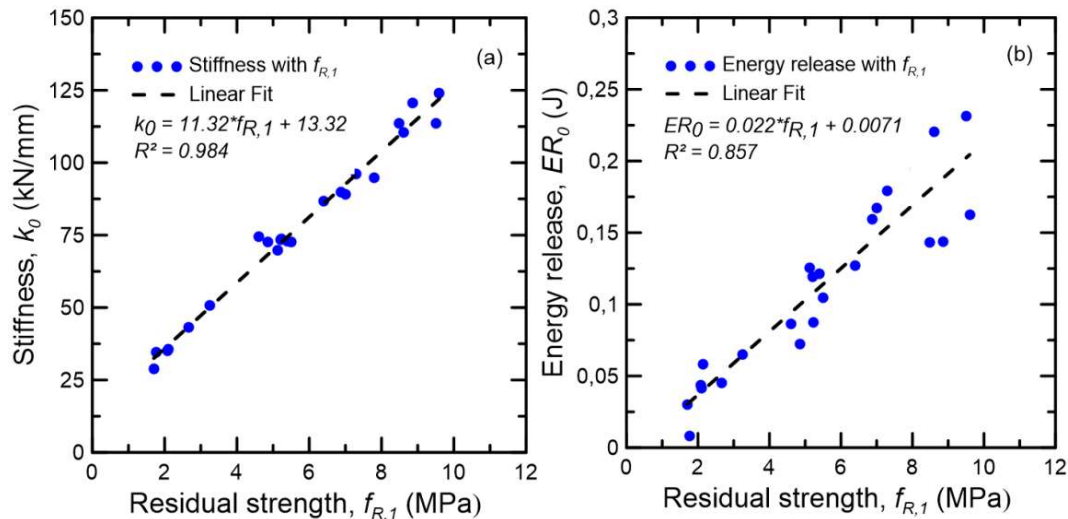 150
125
100
75
50
25
0
Stiffness, k0 (kN/mm)
(a)
Stiffness with fR,1
Linear Fit
k0 = 11.32*fR,1 + 13.32
R² = 0.984
0 2 4 6 8 10 12
Residual strength, fR,1 (MPa)
0,3
0,25
0,2
0,15
0,1
0,05
0
Energy release, ER0 (J)
(b)
Energy release with fR,1
Linear Fit
ER0 = 0.022*fR,1 + 0.0071
R² = 0.857
0 2 4 6 8 10 12
Residual strength, fR,1 (MPa)